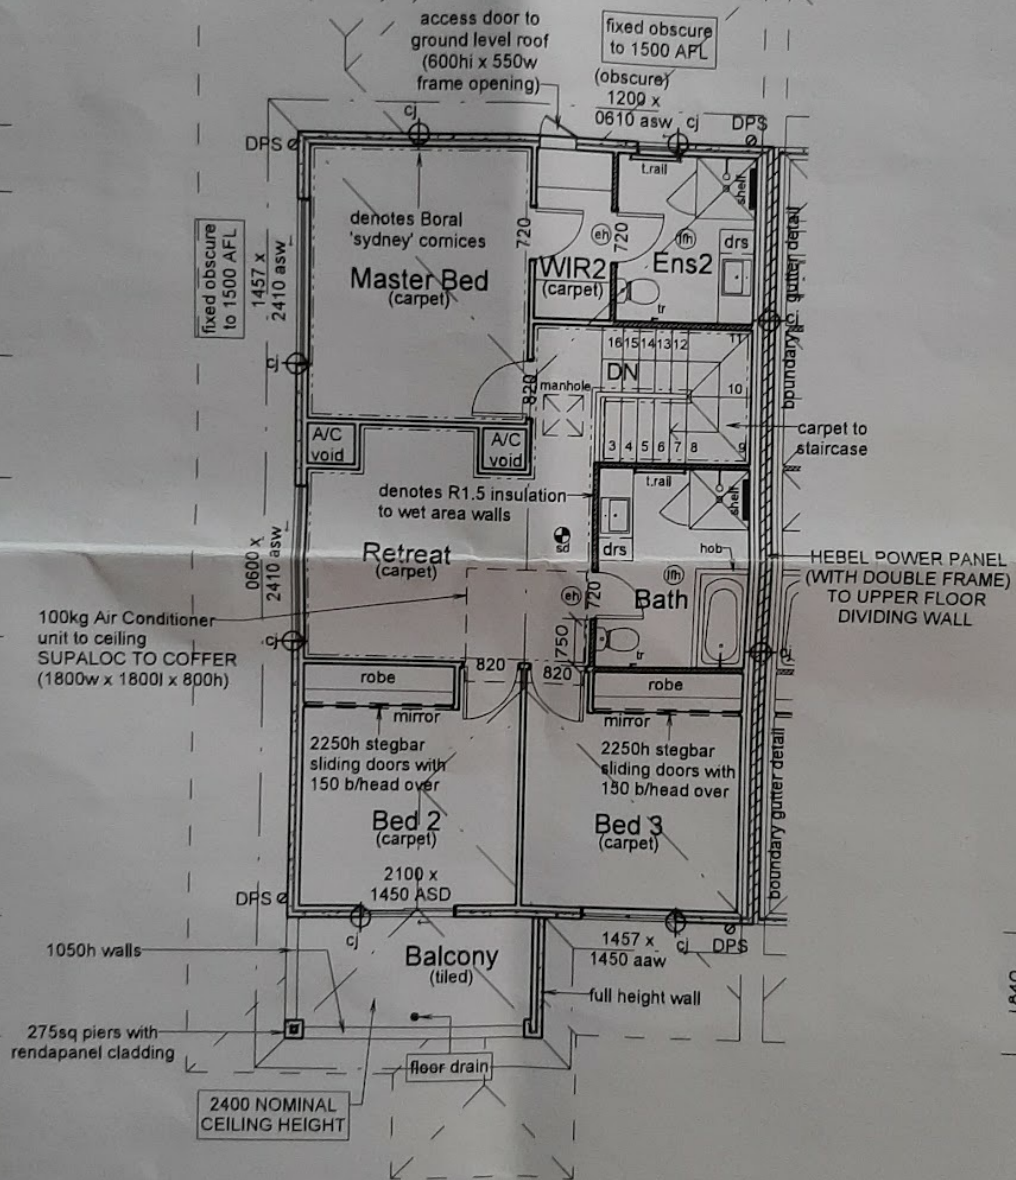 access door to
ground level roof
(600hi x 550w
frame opening)
fixed obscure
to 1500 AFL
(obscure)
1200 x
0610 asw
cj
cj
DPS
DPS
t.rail
shelf
denotes Boral
'sydney' cornices
720
eh
720
fh
drs
Master Bed
(carpet)
WIR2
(carpet)
Ens2
tr
fixed obscure
to 1500 AFL
1457 x
2410 asw
boundary gutter detail
cj
16 15 14 13 12
11
DN
10
cj
820
manhole
3 4 5 6 7 8
9
carpet to
staircase
A/C
void
A/C
void
t.rail
shelf
denotes R1.5 insulation
to wet area walls
sd
drs
hob
Retreat
(carpet)
0600 x
2410 asw
HEBEL POWER PANEL
(WITH DOUBLE FRAME)
TO UPPER FLOOR
DIVIDING WALL
eh
720
fh
Bath
100kg Air Conditioner
unit to ceiling
SUPALOC TO COFFER
(1800w x 1800l x 800h)
cj
750
tr
cj
820
820
robe
robe
mirror
mirror
2250h stegbar
sliding doors with
150 b/head over
2250h stegbar
sliding doors with
150 b/head over
boundary gutter detail
Bed 2
(carpet)
Bed 3
(carpet)
2100 x
1450 ASD
DPS
cj
1457 x
1450 aaw
cj
DPS
1050h walls
Balcony
(tiled)
full height wall
1840
275sq piers with
rendapanel cladding
floor drain
2400 NOMINAL
CEILING HEIGHT